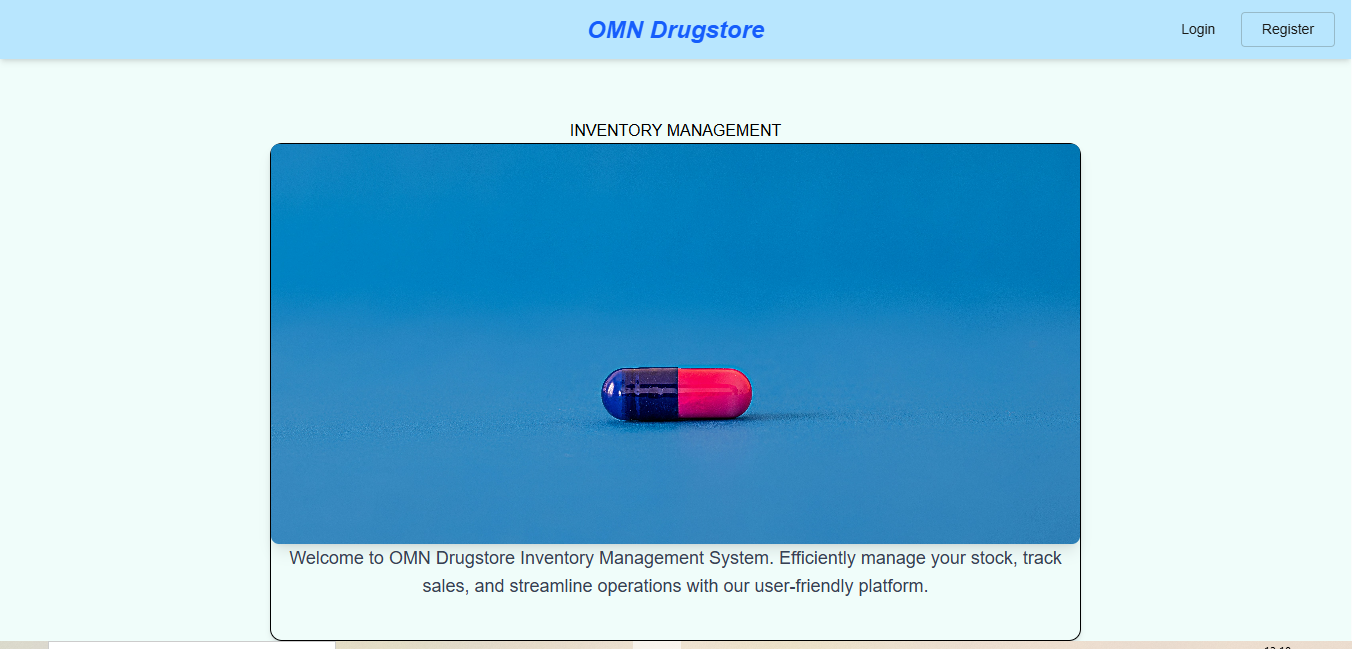 OMN Drugstore
Login
Register
INVENTORY MANAGEMENT
Welcome to OMN Drugstore Inventory Management System. Efficiently manage your stock, track
sales, and streamline operations with our user-friendly platform.